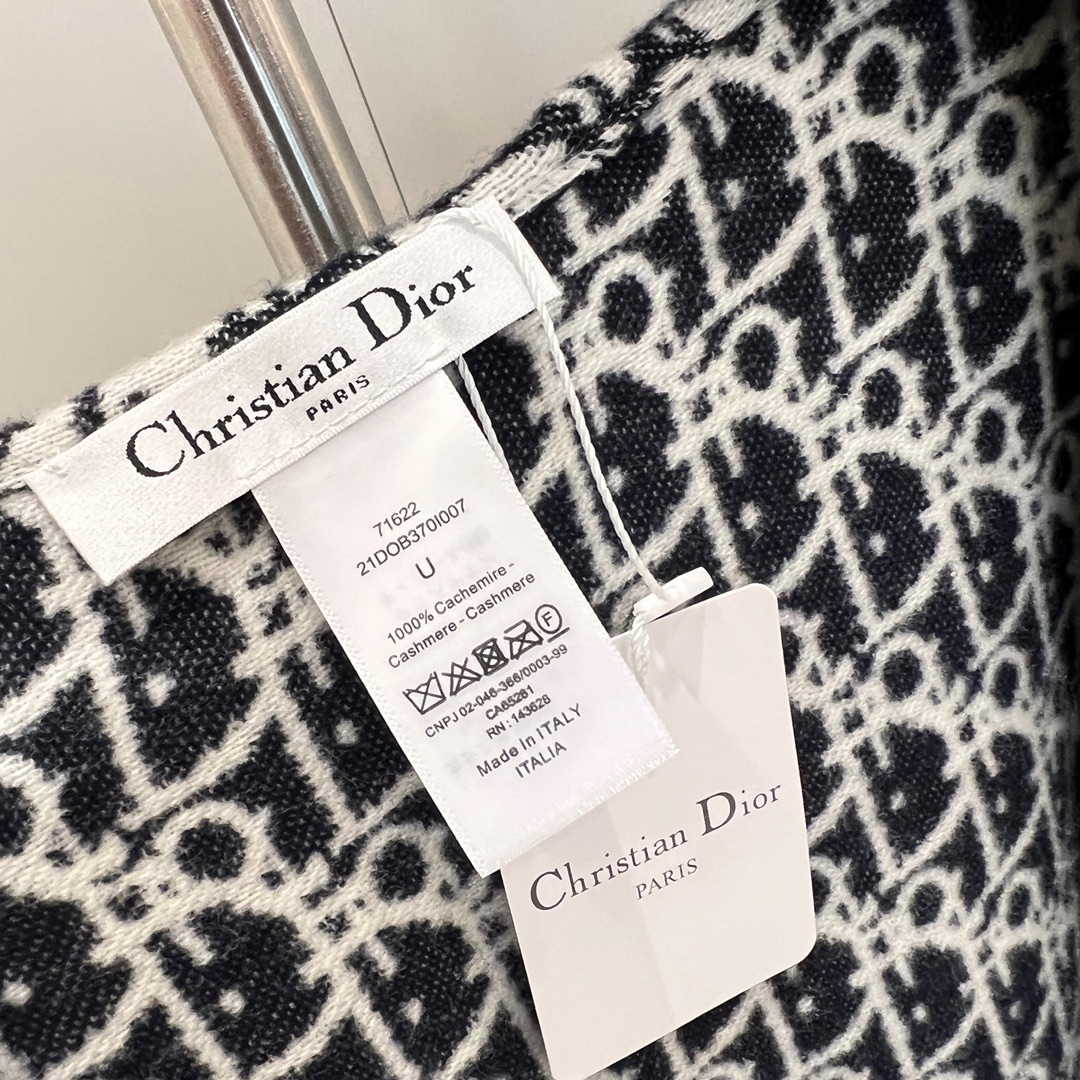 Christian Dior
PARIS
71622
21DOB370I007
U
100% Cachemire -
Cashmere - Cashmere
F
CNPJ 02-046-366/0003-99
CA65261
RN : 143628
Made in ITALY
ITALIA
Christian Dior
PARIS